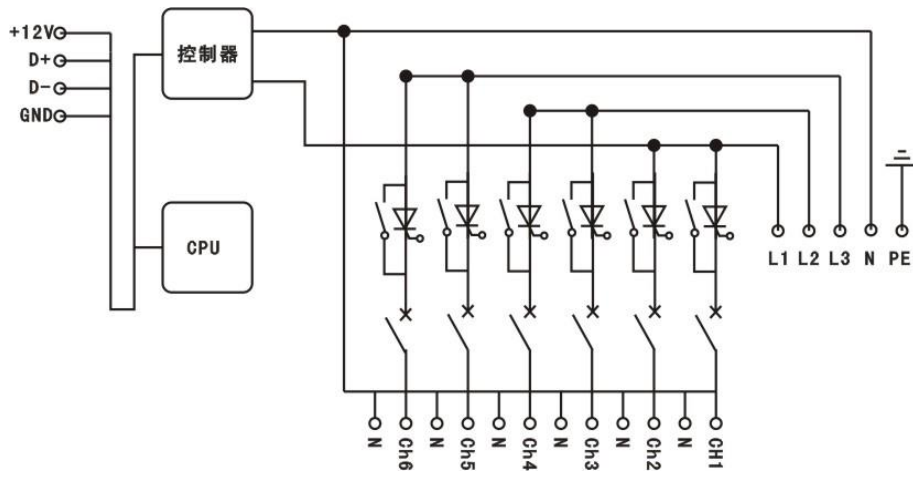 +12V
D+
D-
GND
控制器
CPU
L1 L2 L3 N PE
N Ch6 N Ch5 N Ch4 N Ch3 N Ch2 N CH1